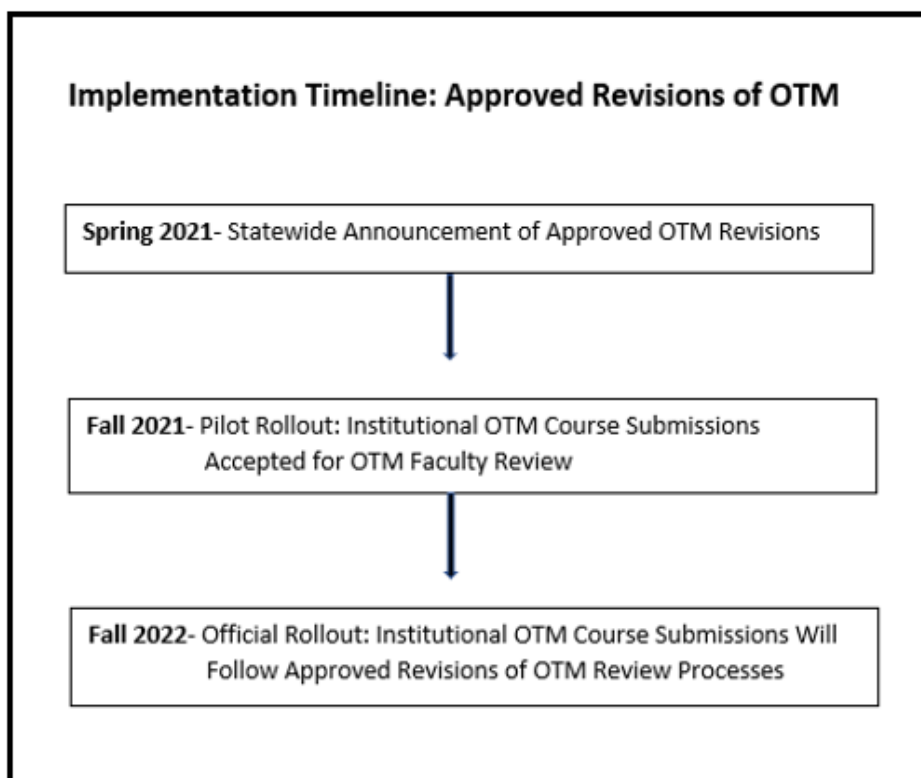 Implementation Timeline: Approved Revisions of OTM
Spring 2021- Statewide Announcement of Approved OTM Revisions
Fall 2021- Pilot Rollout: Institutional OTM Course Submissions
Accepted for OTM Faculty Review
Fall 2022- Official Rollout: Institutional OTM Course Submissions Will
Follow Approved Revisions of OTM Review Processes